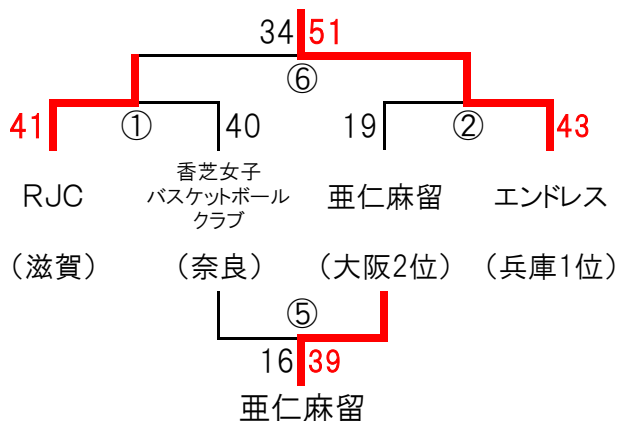 34 51
⑥
41 ① 40 19 ② 43
RJC
香芝女子
バスケットボール
クラブ
亜仁麻留
エンドレス
（滋賀）
（奈良）
（大阪2位）
（兵庫1位）
⑤
16 39
亜仁麻留